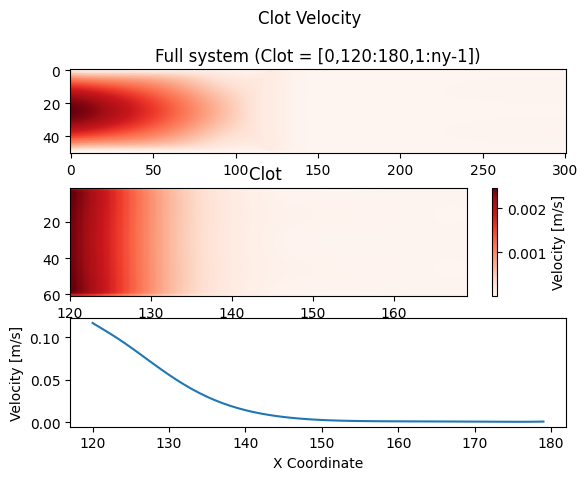 Clot Velocity
Full system (Clot = [0,120:180,1:ny-1])
0
20
40
0 50 100 150 200 250 300
Clot
20
40
60
120 130 140 150 160
0.002
0.001
Velocity [m/s]
0.10
0.05
0.00
Velocity [m/s]
120 130 140 150 160 170 180
X Coordinate